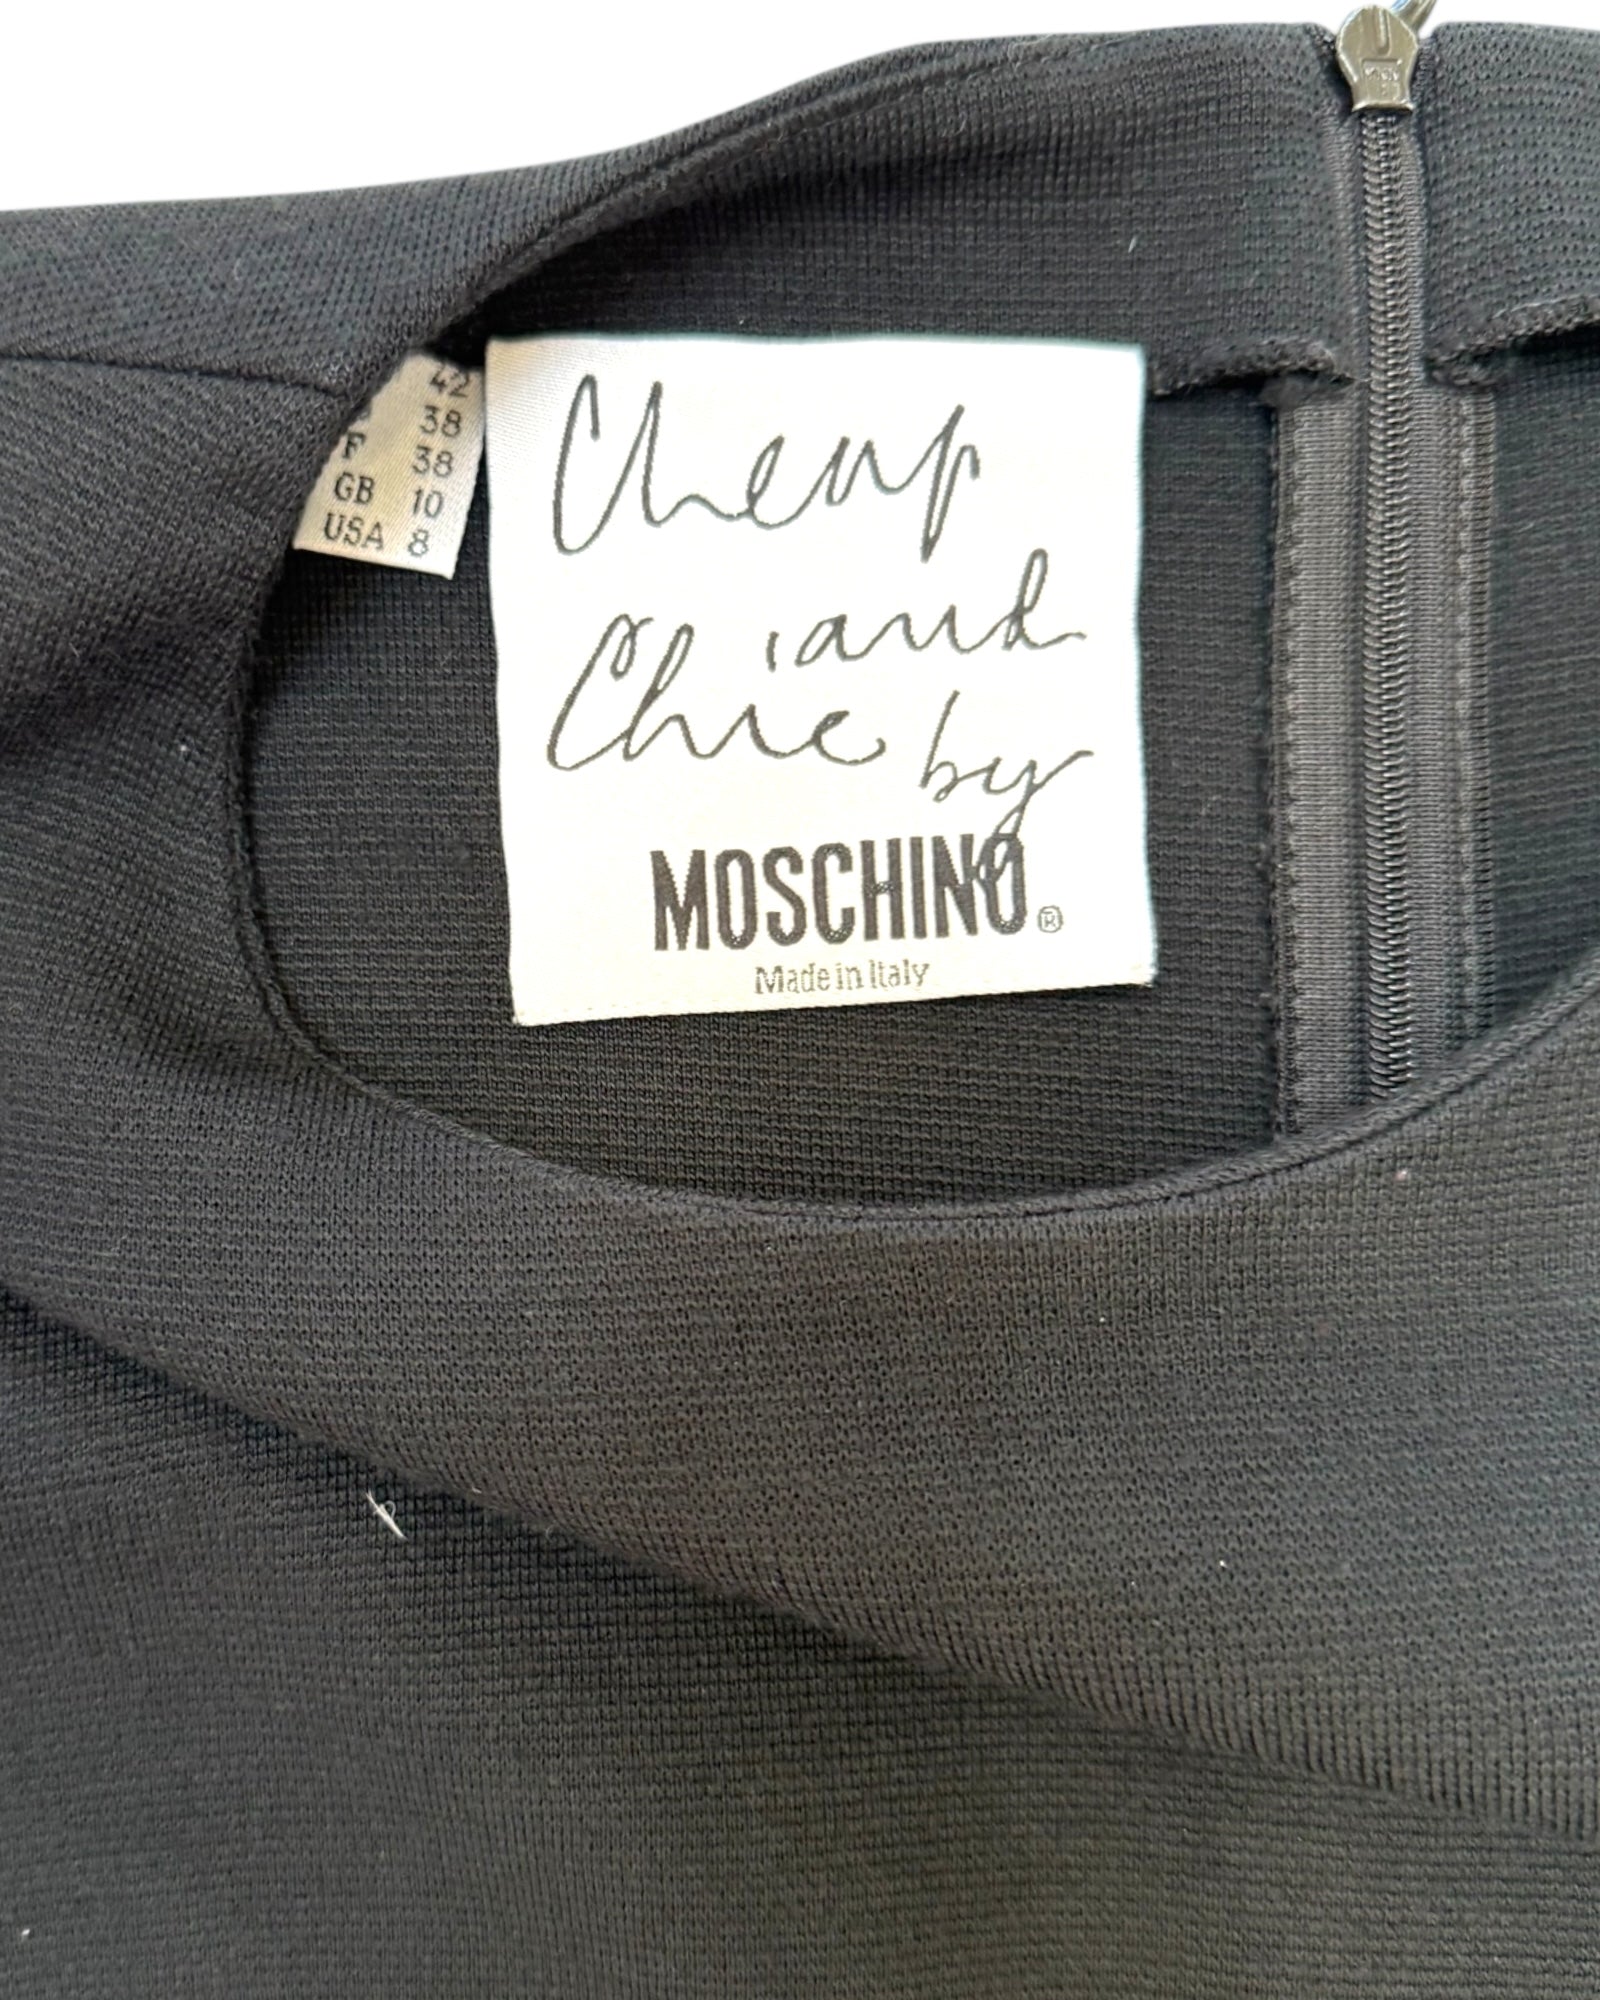 42
38
F 38
GB 10
USA 8
Cheap
and
Chic by
MOSCHINO®
Made in Italy